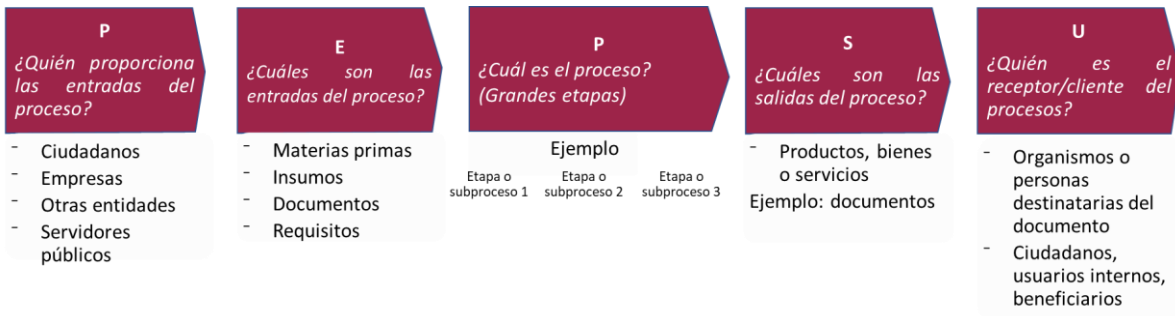 P
¿Quién proporciona
las entradas del
proceso?
- Ciudadanos
- Empresas
- Otras entidades
- Servidores
públicos
E
¿Cuáles son las
entradas del proceso?
- Materias primas
- Insumos
- Documentos
- Requisitos
P
¿Cuál es el proceso?
(Grandes etapas)
Ejemplo
Etapa o
subproceso 1
Etapa o
subproceso 2
Etapa o
subproceso 3
S
¿Cuáles son las
salidas del proceso?
- Productos, bienes
o servicios
Ejemplo: documentos
U
¿Quién es el
receptor/cliente del
procesos?
- Organismos o
personas
destinatarias del
documento
- Ciudadanos,
usuarios internos,
beneficiarios